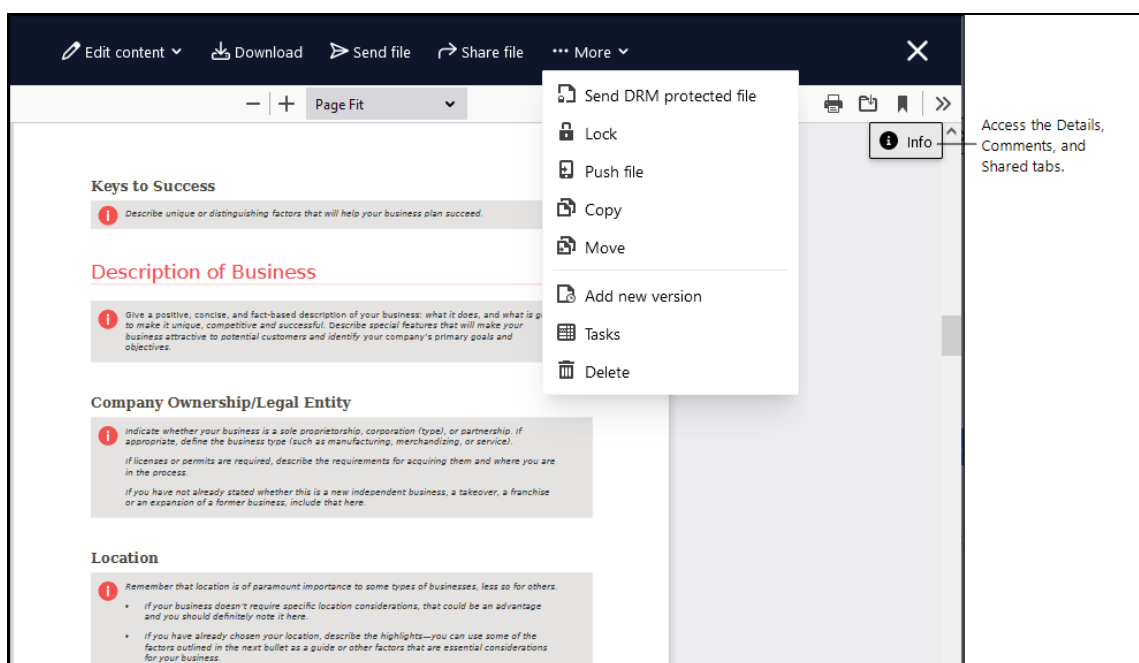 Edit content
Download
Send file
Share file
More
Page Fit
Send DRM protected file
Lock
Push file
Copy
Move
Add new version
Tasks
Delete
Info
Access the Details,
Comments, and
Shared tabs.
Keys to Success
Describe unique or distinguishing factors that will help your business plan succeed.
Description of Business
Give a positive, concise, and fact-based description of your business: what it does, and what is g
to make it unique, competitive and successful. Describe special features that will make your
business attractive to potential customers and identify your company's primary goals and
objectives.
Company Ownership/Legal Entity
Indicate whether your business is a sole proprietorship, corporation (type), or partnership. If
appropriate, define the business type (such as manufacturing, merchandizing, or service).
If licenses or permits are required, describe the requirements for acquiring them and where you are
in the process.
If you have not already stated whether this is a new independent business, a takeover, a franchise
or an expansion of a former business, include that here.
Location
Remember that location is of paramount importance to some types of businesses, less so for others.
• If your business doesn't require specific location considerations, that could be an advantage
and you should definitely note it here.
• If you have already chosen your location, describe the highlights—you can use some of the
factors outlined in the next bullet as a guide or other factors that are essential considerations
for your business.